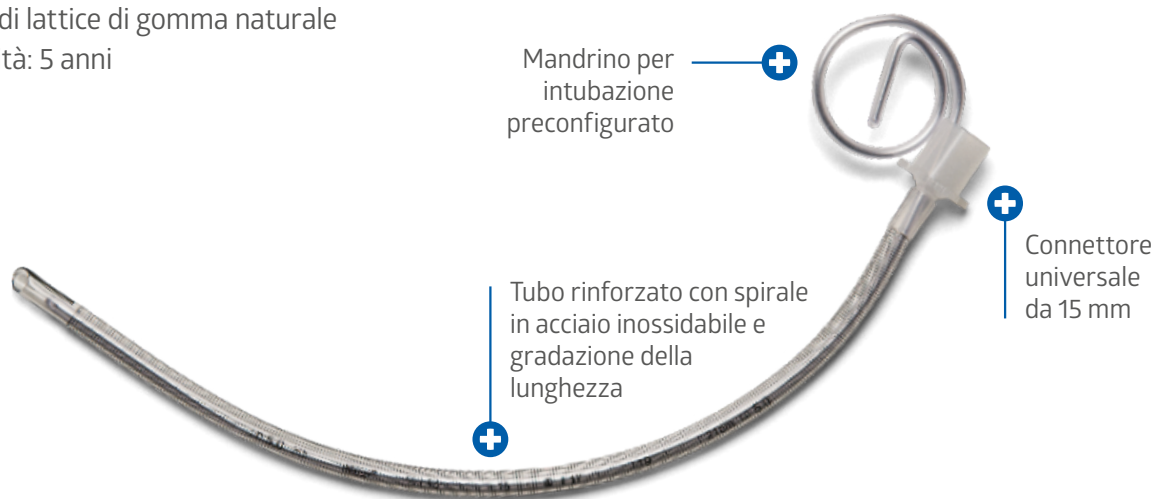 di lattice di gomma naturale
tà: 5 anni
Mandrino per
intubazione
preconfigurato
Connettore
universale
da 15 mm
Tubo rinforzato con spirale
in acciaio inossidabile e
gradazione della
lunghezza